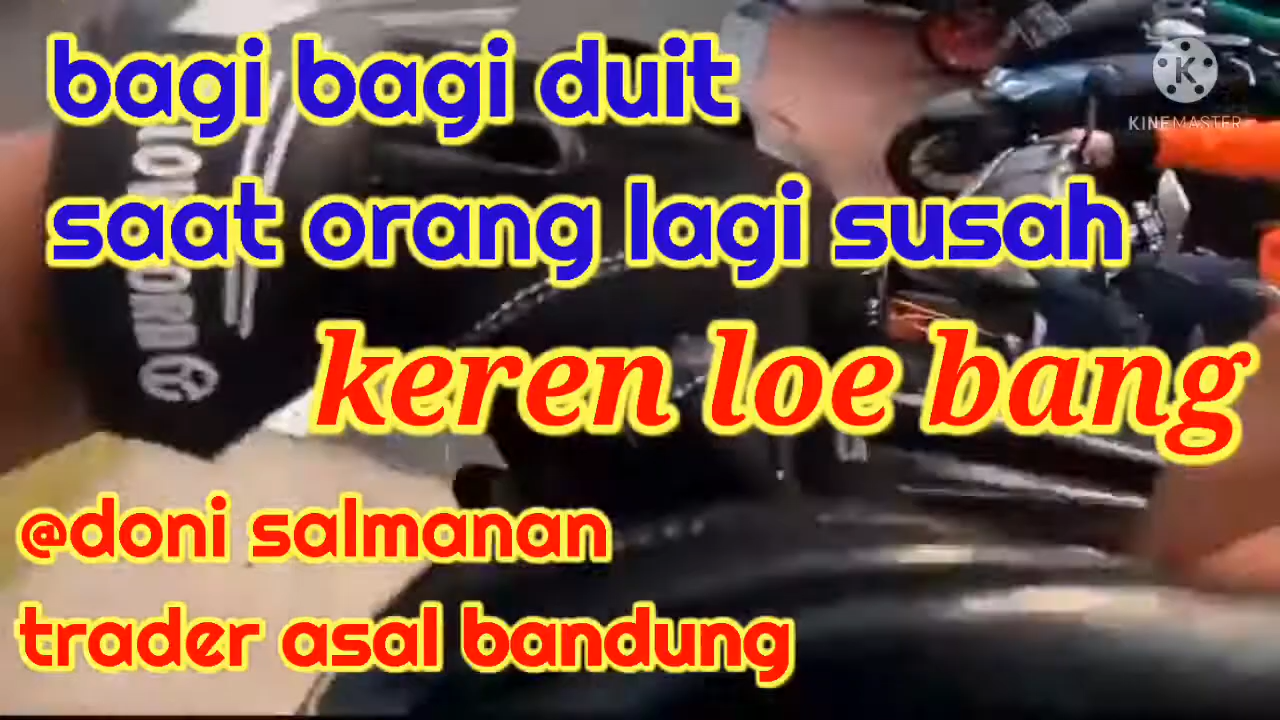 bagi bagi duit
saat orang lagi susah
keren loe bang
@doni salmanan
trader asal bandung
KINEMASTER